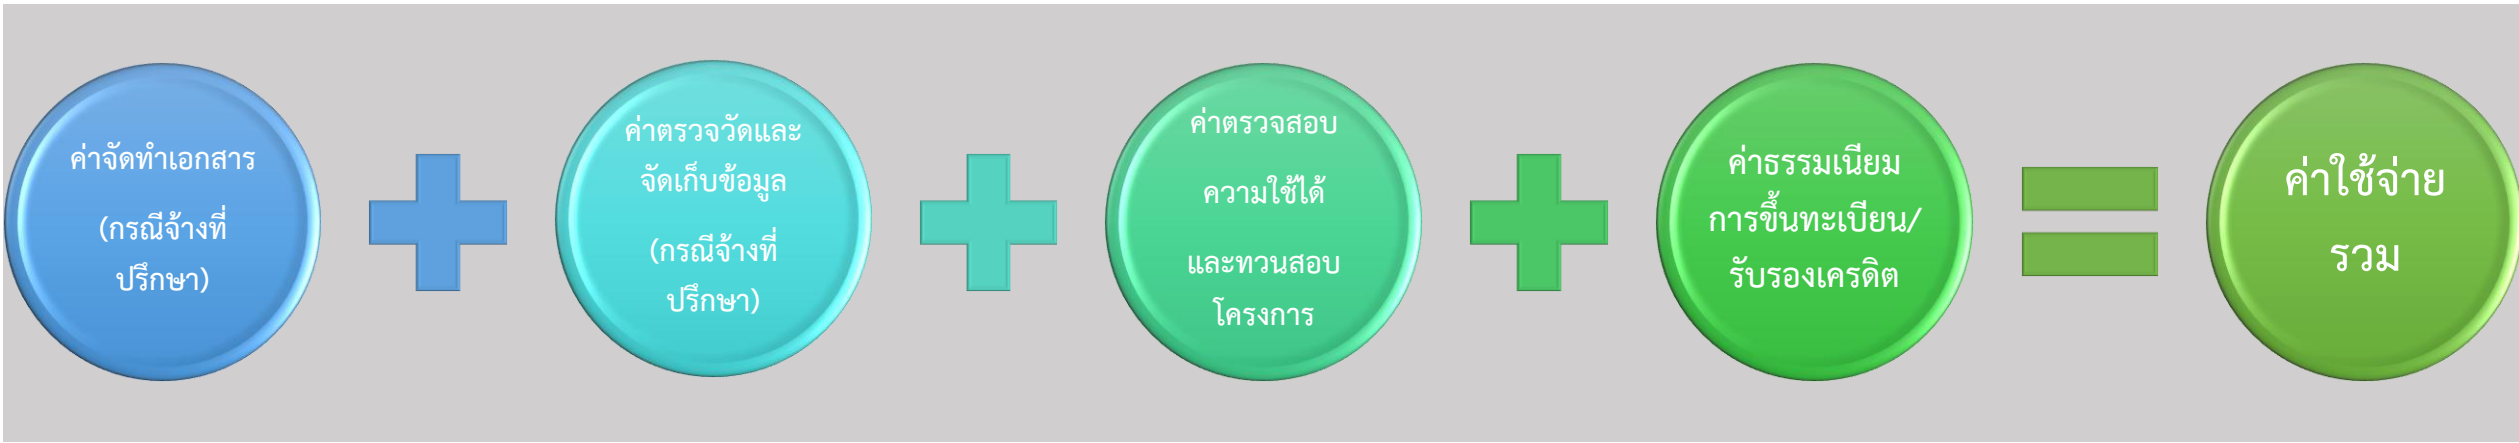 ค่าจัดทำเอกสาร
(กรณีจ้างที่
ปรึกษา)
ค่าตรวจวัดและ
จัดเก็บข้อมูล
(กรณีจ้างที่
ปรึกษา)
ค่าตรวจสอบ
ความใช้ได้
และทวนสอบ
โครงการ
ค่าธรรมเนียม
การขึ้นทะเบียน/
รับรองเครดิต
ค่าใช้จ่าย
รวม